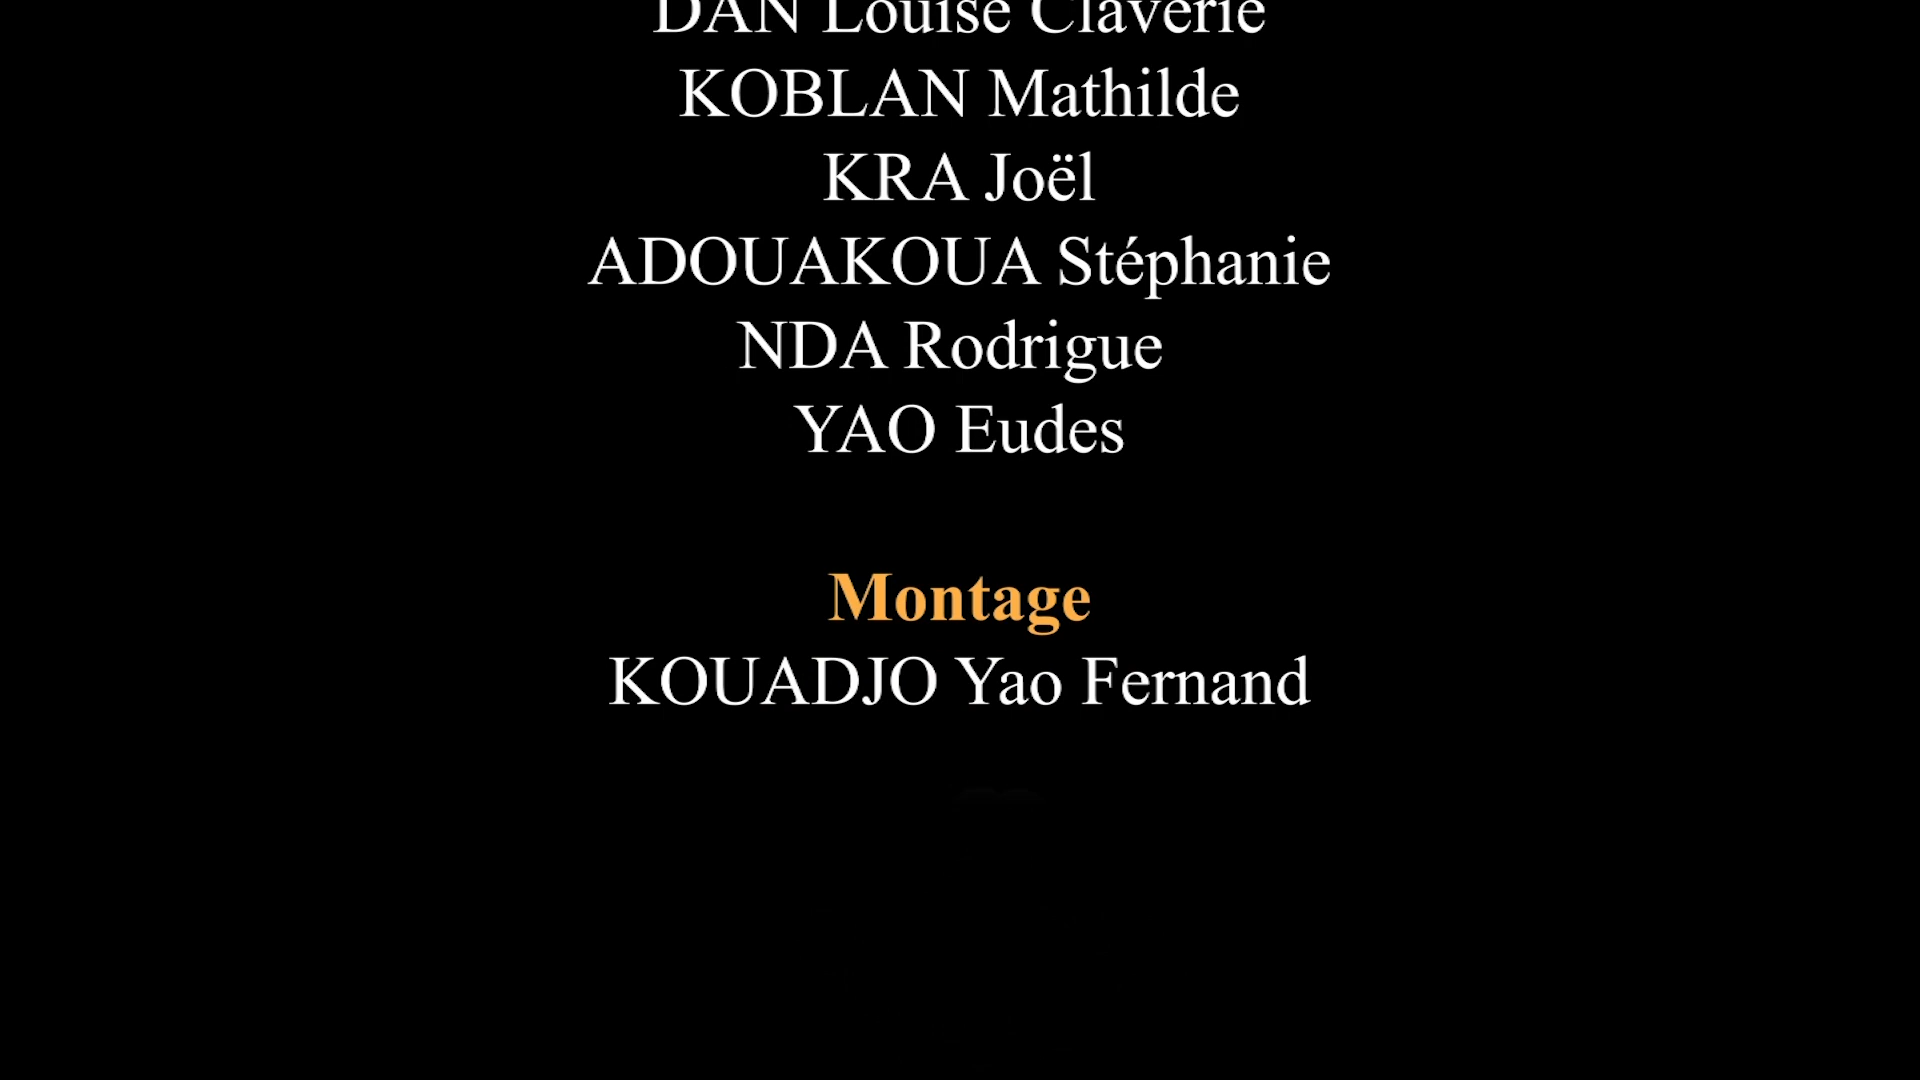 DAN Louise Claverie
KOBLAN Mathilde
KRA Joël
ADOUAKOUA Stéphanie
NDA Rodrigue
YAO Eudes
Montage
KOUADJO Yao Fernand